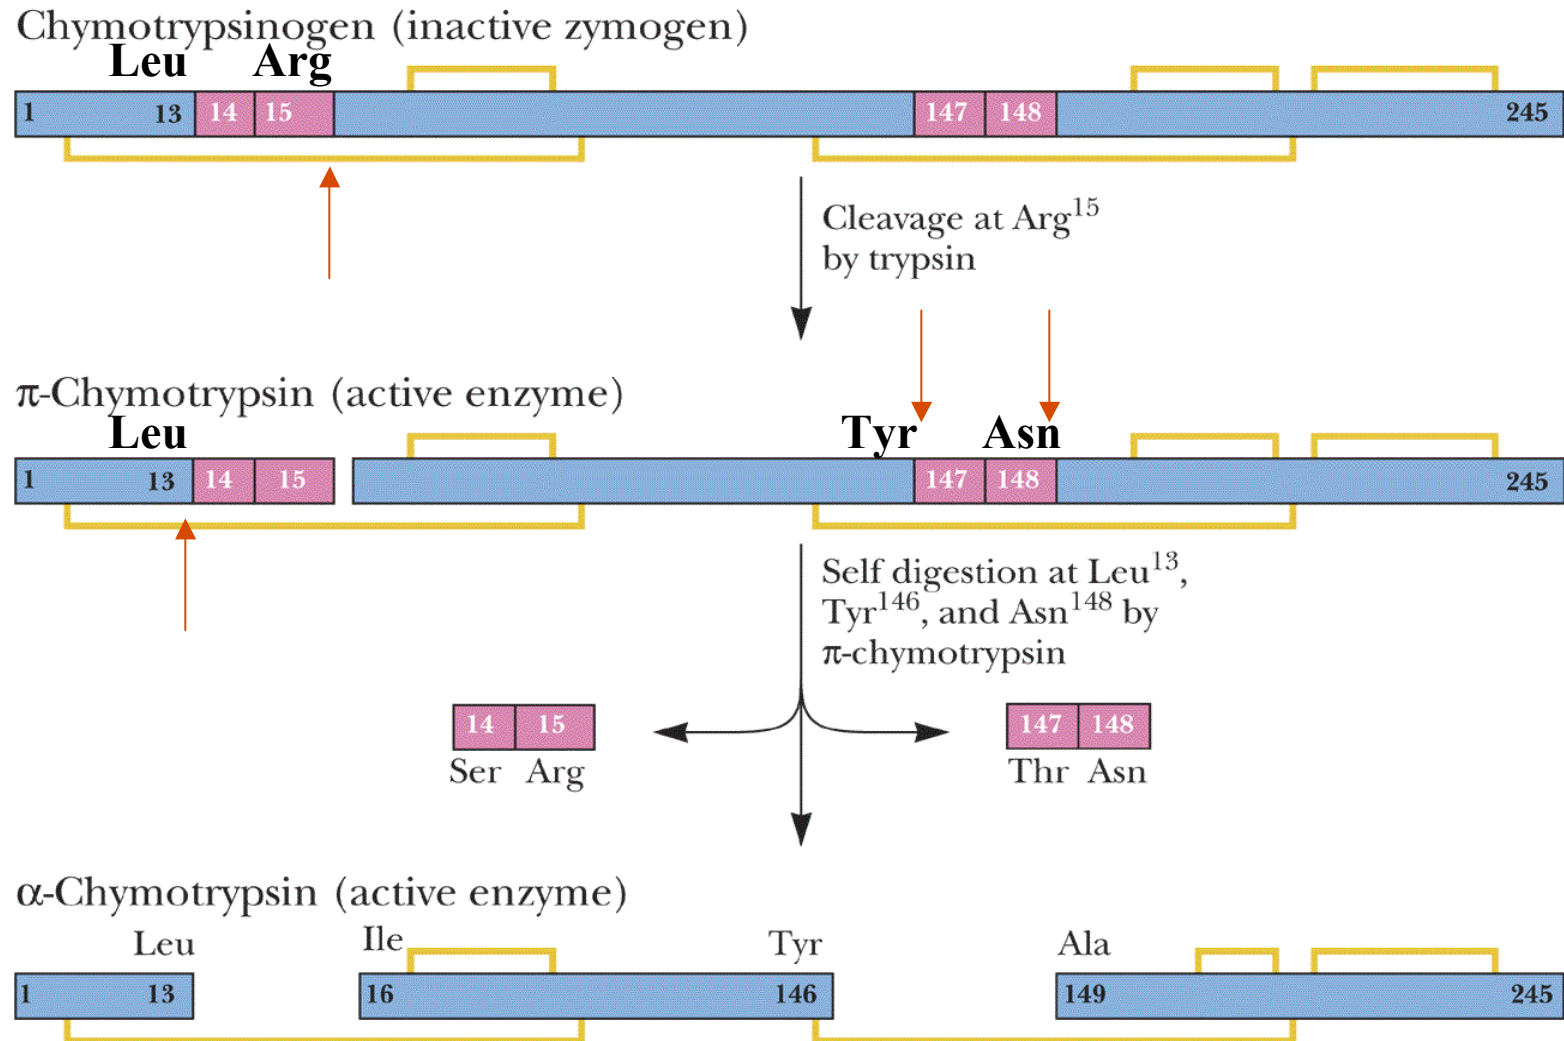 Chymotrypsinogen (inactive zymogen)
Leu Arg
1 13 14 15 147 148 245
Cleavage at Arg15
by trypsin
π-Chymotrypsin (active enzyme)
Leu Tyr Asn
1 13 14 15 147 148 245
Self digestion at Leu13,
Tyr146, and Asn148 by
π-chymotrypsin
14 15 147 148
Ser Arg Thr Asn
α-Chymotrypsin (active enzyme)
Leu Ile Tyr Ala
1 13 16 146 149 245